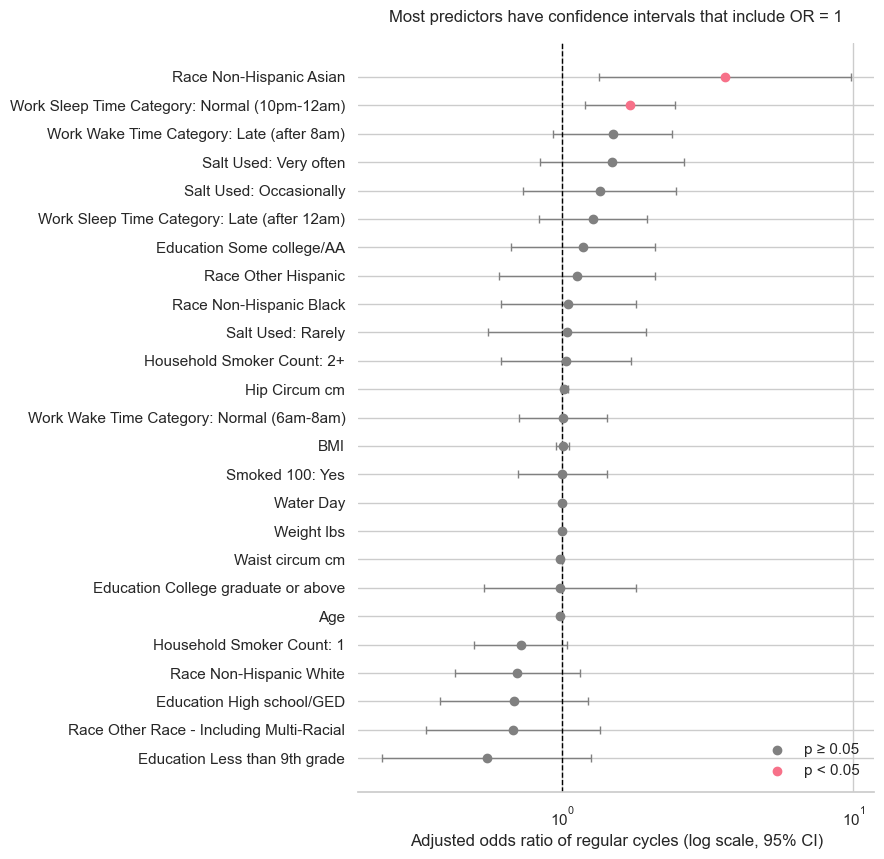 Most predictors have confidence intervals that include OR = 1
Race Non-Hispanic Asian
Work Sleep Time Category: Normal (10pm-12am)
Work Wake Time Category: Late (after 8am)
Salt Used: Very often
Salt Used: Occasionally
Work Sleep Time Category: Late (after 12am)
Education Some college/AA
Race Other Hispanic
Race Non-Hispanic Black
Salt Used: Rarely
Household Smoker Count: 2+
Hip Circum cm
Work Wake Time Category: Normal (6am-8am)
BMI
Smoked 100: Yes
Water Day
Weight lbs
Waist circum cm
Education College graduate or above
Age
Household Smoker Count: 1
Race Non-Hispanic White
Education High school/GED
Race Other Race - Including Multi-Racial
Education Less than 9th grade
p ≥ 0.05
p < 0.05
10⁰ 10¹
Adjusted odds ratio of regular cycles (log scale, 95% CI)